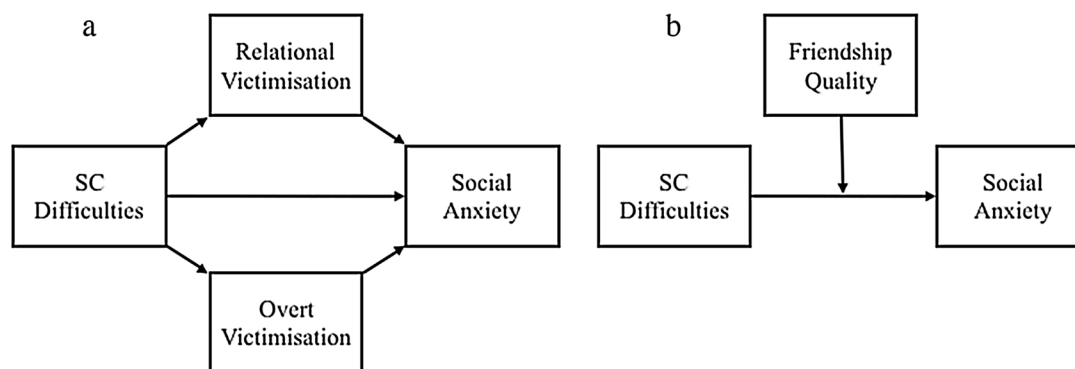 a
Relational
Victimisation
SC
Difficulties
Social
Anxiety
Overt
Victimisation
b
Friendship
Quality
SC
Difficulties
Social
Anxiety